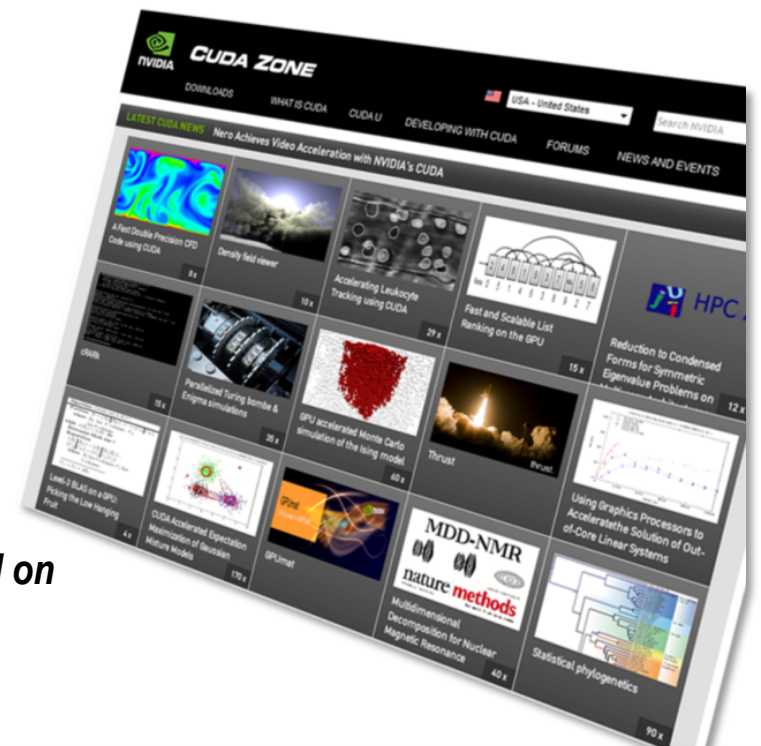 NVIDIA
CUDA ZONE
USA - United States
Search NVIDIA
DOWNLOADS
WHAT IS CUDA
CUDA U
DEVELOPING WITH CUDA
FORUMS
NEWS AND EVENTS
LATEST CUDA NEWS Nero Achieves Video Acceleration with NVIDIA's CUDA
A Fast Double Precision CFD
Code using CUDA
8 x
Density field viewer
10 x
Accelerating Leukocyte
Tracking using CUDA
29 x
Fast and Scalable List
Ranking on the GPU
15 x
HPC
Reduction to Condensed
Forms for Symmetric
Eigenvalue Problems on
12 x
cRARk
15 x
Parallelized Turing bombs &
Enigma simulations
35 x
GPU accelerated Monte Carlo
simulation of the Ising model
60 x
thrust.
Thrust
Using Graphics Processors to
Acceleratethe Solution of Out-
of-Core Linear Systems
Level-3 BLAS on a GPU:
Picking the Low Hanging
Fruit
4 x
CUDA Accelerated Expectation
Maximization of Gaussian
Mixture Models
170 x
GPUmat
GPUmat
MDD-NMR
nature methods
Multidimensional
Decomposition for Nuclear
Magnetic Resonance
40 x
Statistical phylogenetics
90 x
on